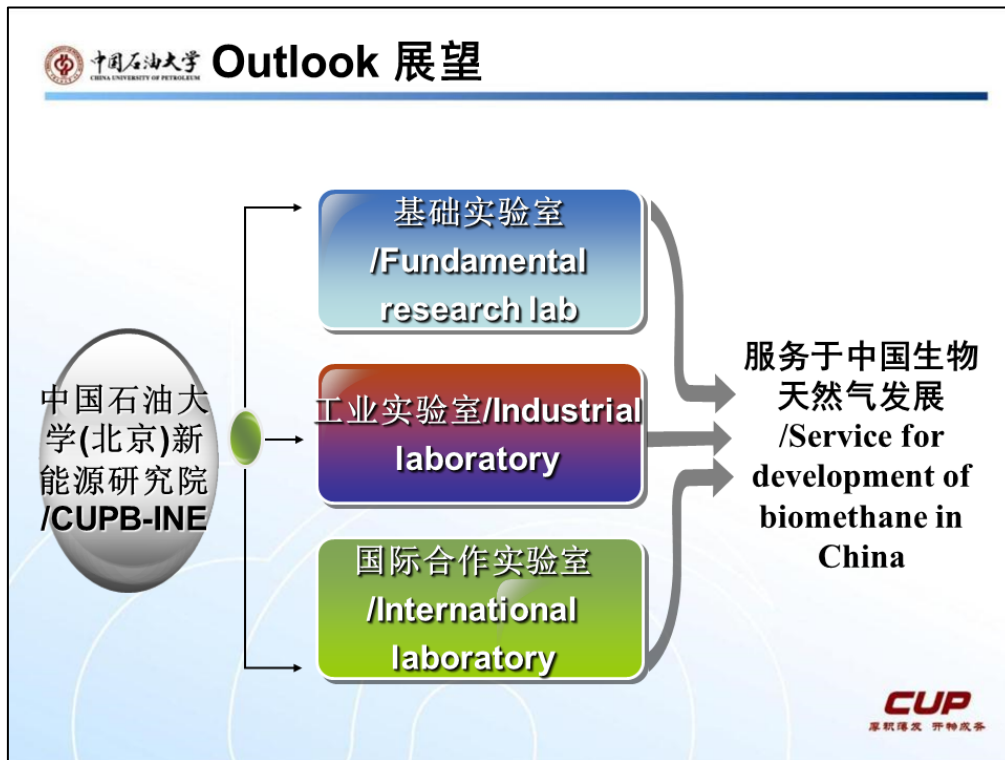 中国石油大学
CHINA UNIVERSITY OF PETROLEUM
Outlook 展望
中国石油大
学(北京)新
能源研究院
/CUPB-INE
基础实验室
/Fundamental
research lab
工业实验室/Industrial
laboratory
国际合作实验室
/International
laboratory
服务于中国生物
天然气发展
/Service for
development of
biomethane in
China
CUP
厚积薄发 开物成务